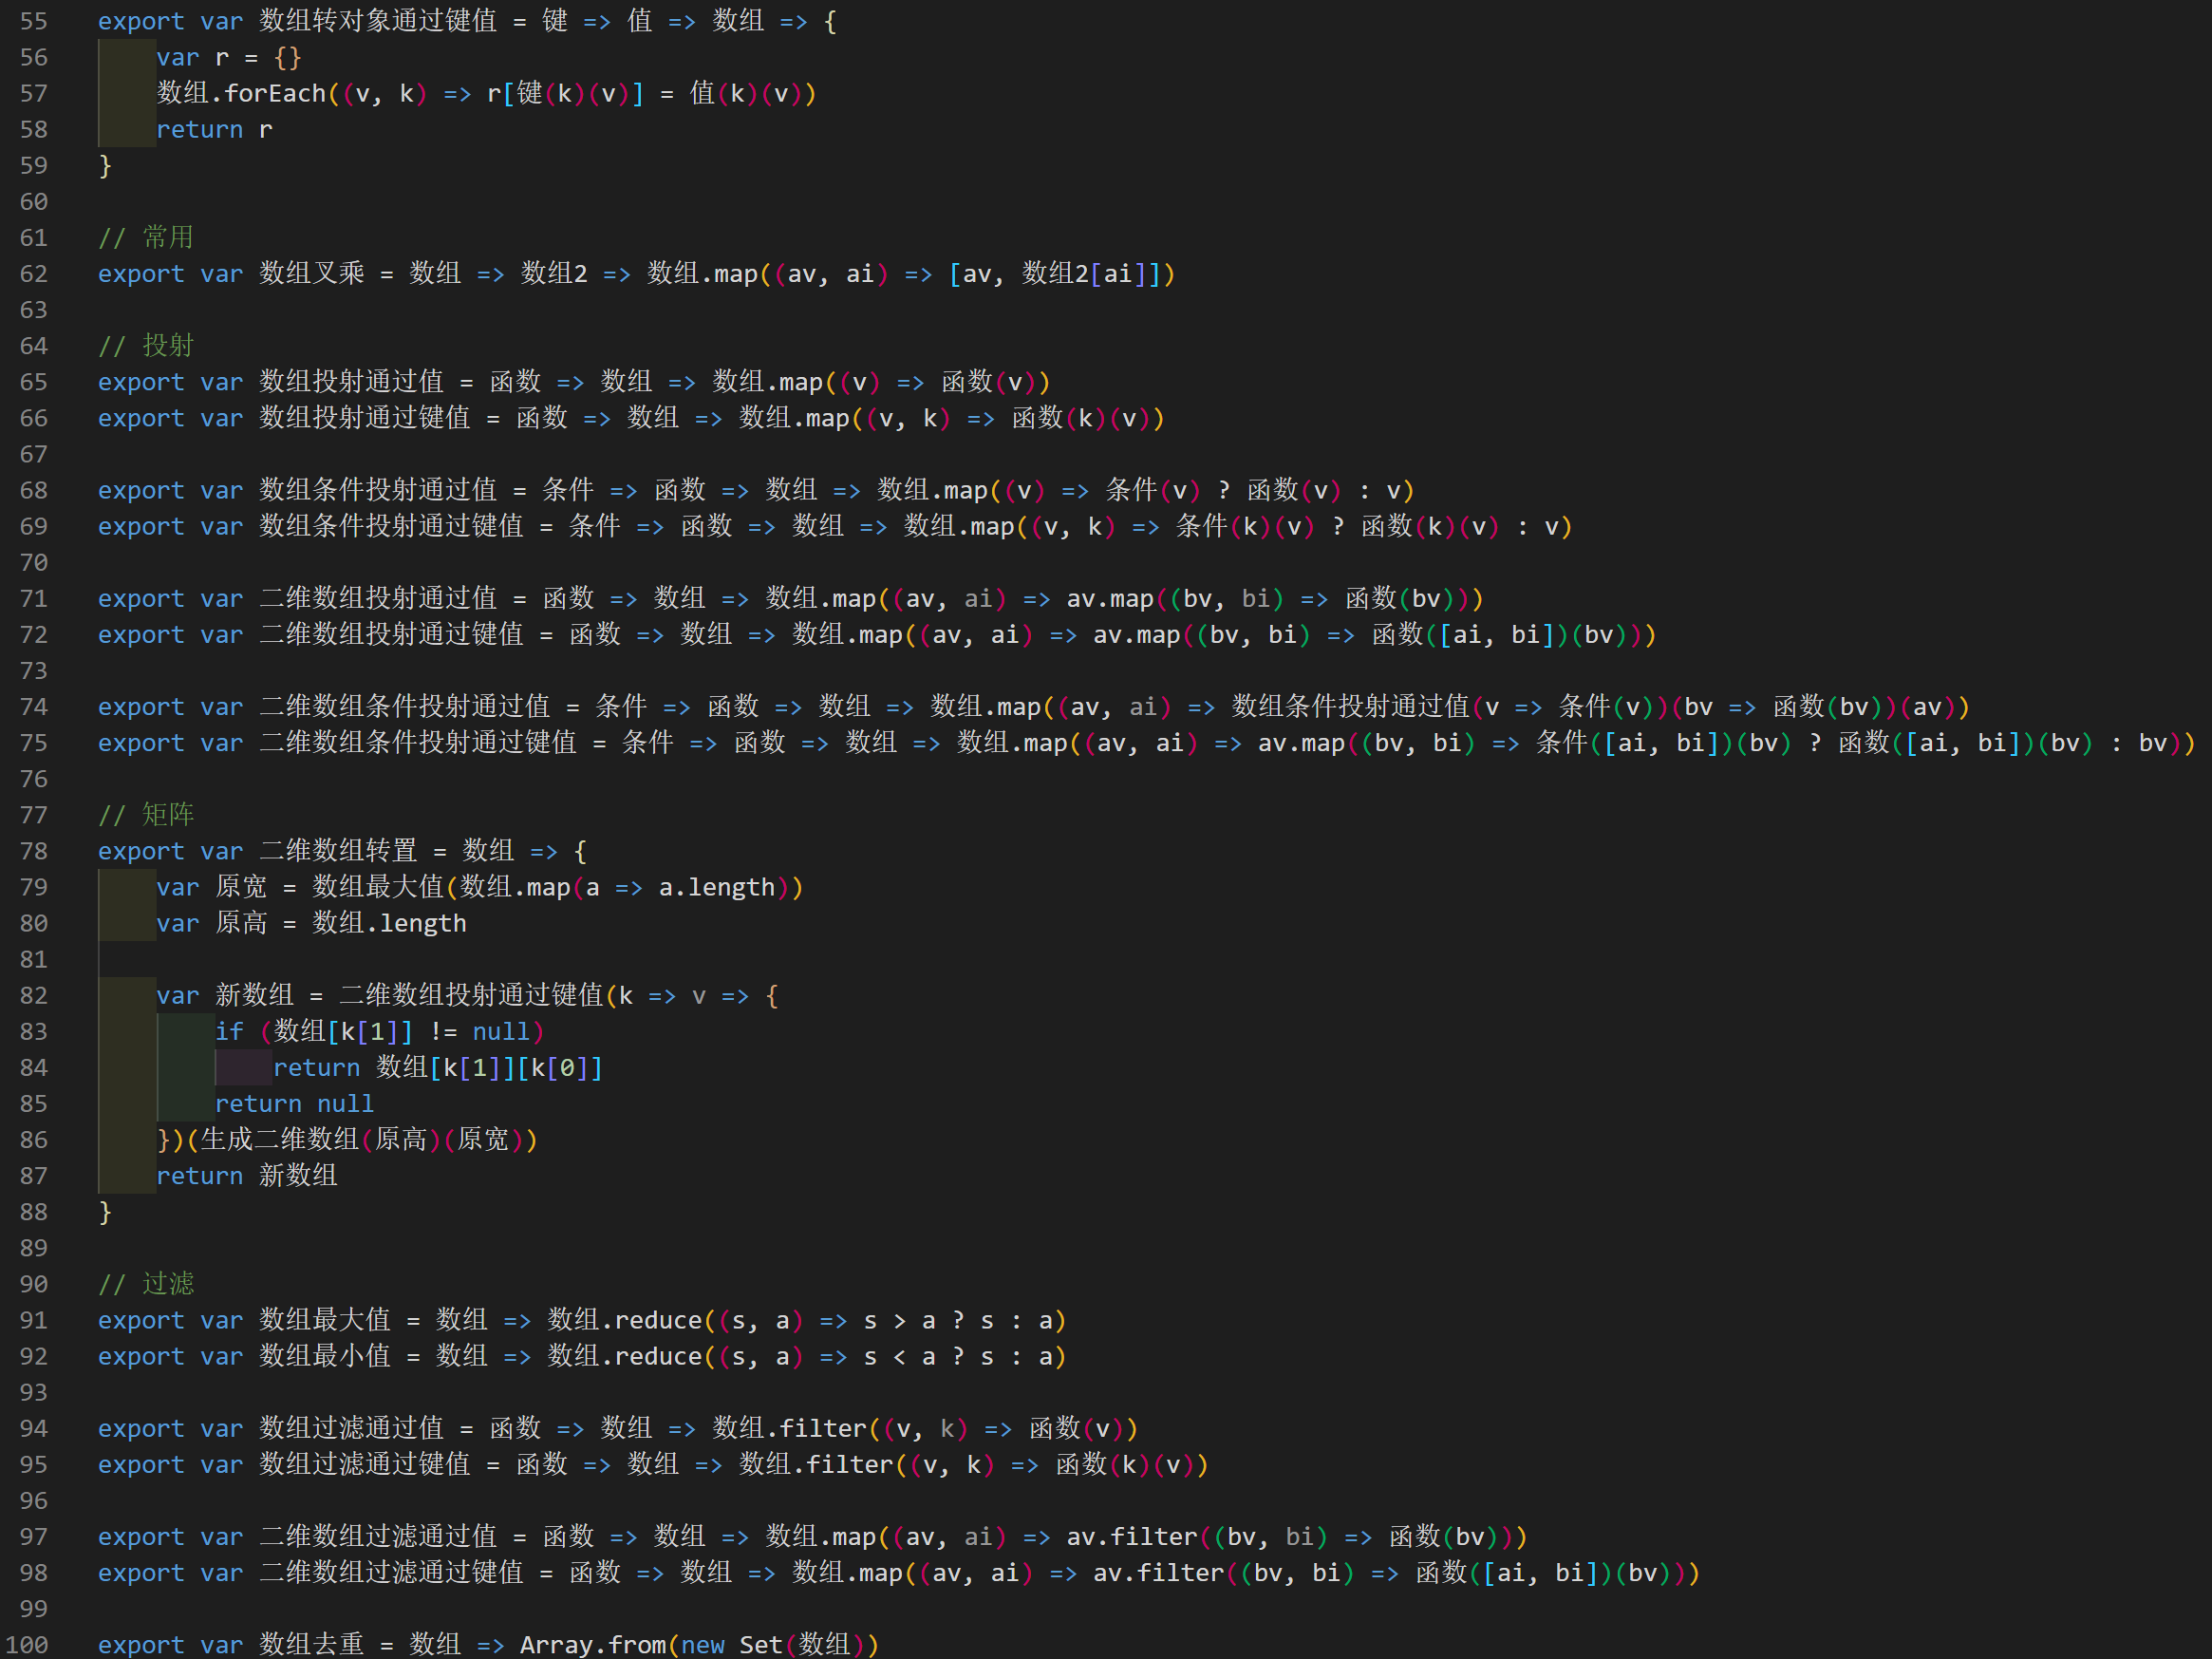 55 export var 数组转对象通过键值 = 键 => 值 => 数组 => {
56 var r = {}
57 数组.forEach((v, k) => r[键(k)(v)] = 值(k)(v))
58 return r
59 }
60
61 // 常用
62 export var 数组叉乘 = 数组 => 数组2 => 数组.map((av, ai) => [av, 数组2[ai]])
63
64 // 投射
65 export var 数组投射通过值 = 函数 => 数组 => 数组.map((v) => 函数(v))
66 export var 数组投射通过键值 = 函数 => 数组 => 数组.map((v, k) => 函数(k)(v))
67
68 export var 数组条件投射通过值 = 条件 => 函数 => 数组 => 数组.map((v) => 条件(v) ? 函数(v) : v)
69 export var 数组条件投射通过键值 = 条件 => 函数 => 数组 => 数组.map((v, k) => 条件(k)(v) ? 函数(k)(v) : v)
70
71 export var 二维数组投射通过值 = 函数 => 数组 => 数组.map((av, ai) => av.map((bv, bi) => 函数(bv)))
72 export var 二维数组投射通过键值 = 函数 => 数组 => 数组.map((av, ai) => av.map((bv, bi) => 函数([ai, bi])(bv)))
73
74 export var 二维数组条件投射通过值 = 条件 => 函数 => 数组 => 数组.map((av, ai) => 数组条件投射通过值(v => 条件(v))(bv => 函数(bv))(av))
75 export var 二维数组条件投射通过键值 = 条件 => 函数 => 数组 => 数组.map((av, ai) => av.map((bv, bi) => 条件([ai, bi])(bv) ? 函数([ai, bi])(bv) : bv))
76
77 // 矩阵
78 export var 二维数组转置 = 数组 => {
79 var 原宽 = 数组最大值(数组.map(a => a.length))
80 var 原高 = 数组.length
81
82 var 新数组 = 二维数组投射通过键值(k => v => {
83 if (数组[k[1]] != null)
84 return 数组[k[1]][k[0]]
85 return null
86 })(生成二维数组(原高)(原宽))
87 return 新数组
88 }
89
90 // 过滤
91 export var 数组最大值 = 数组 => 数组.reduce((s, a) => s > a ? s : a)
92 export var 数组最小值 = 数组 => 数组.reduce((s, a) => s < a ? s : a)
93
94 export var 数组过滤通过值 = 函数 => 数组 => 数组.filter((v, k) => 函数(v))
95 export var 数组过滤通过键值 = 函数 => 数组 => 数组.filter((v, k) => 函数(k)(v))
96
97 export var 二维数组过滤通过值 = 函数 => 数组 => 数组.map((av, ai) => av.filter((bv, bi) => 函数(bv)))
98 export var 二维数组过滤通过键值 = 函数 => 数组 => 数组.map((av, ai) => av.filter((bv, bi) => 函数([ai, bi])(bv)))
99
100 export var 数组去重 = 数组 => Array.from(new Set(数组))